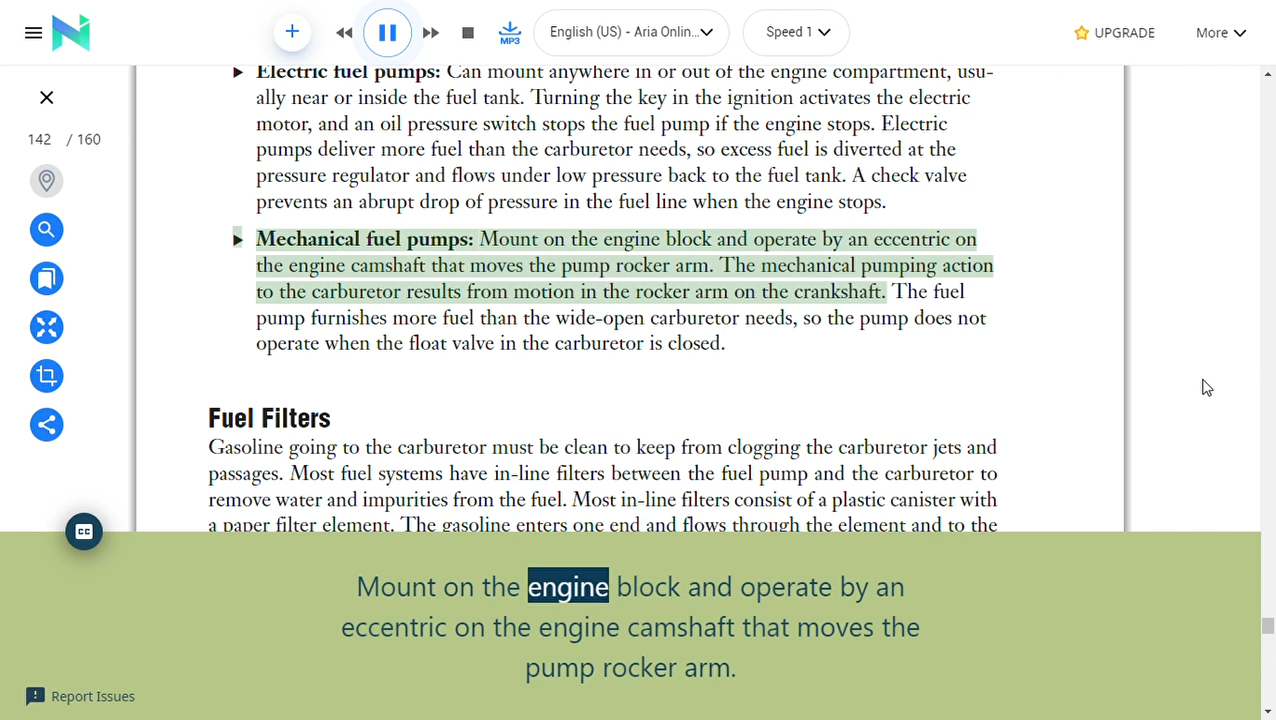 MP3
English (US) - Aria Onlin...
Speed 1
UPGRADE
More
142 / 160
▶ Electric fuel pumps: Can mount anywhere in or out of the engine compartment, usu-
ally near or inside the fuel tank. Turning the key in the ignition activates the electric
motor, and an oil pressure switch stops the fuel pump if the engine stops. Electric
pumps deliver more fuel than the carburetor needs, so excess fuel is diverted at the
pressure regulator and flows under low pressure back to the fuel tank. A check valve
prevents an abrupt drop of pressure in the fuel line when the engine stops.
▶ Mechanical fuel pumps: Mount on the engine block and operate by an eccentric on
the engine camshaft that moves the pump rocker arm. The mechanical pumping action
to the carburetor results from motion in the rocker arm on the crankshaft. The fuel
pump furnishes more fuel than the wide-open carburetor needs, so the pump does not
operate when the float valve in the carburetor is closed.
Fuel Filters
Gasoline going to the carburetor must be clean to keep from clogging the carburetor jets and
passages. Most fuel systems have in-line filters between the fuel pump and the carburetor to
remove water and impurities from the fuel. Most in-line filters consist of a plastic canister with
a paper filter element. The gasoline enters one end and flows through the element and to the
CC
Mount on the engine block and operate by an
eccentric on the engine camshaft that moves the
pump rocker arm.
Report Issues